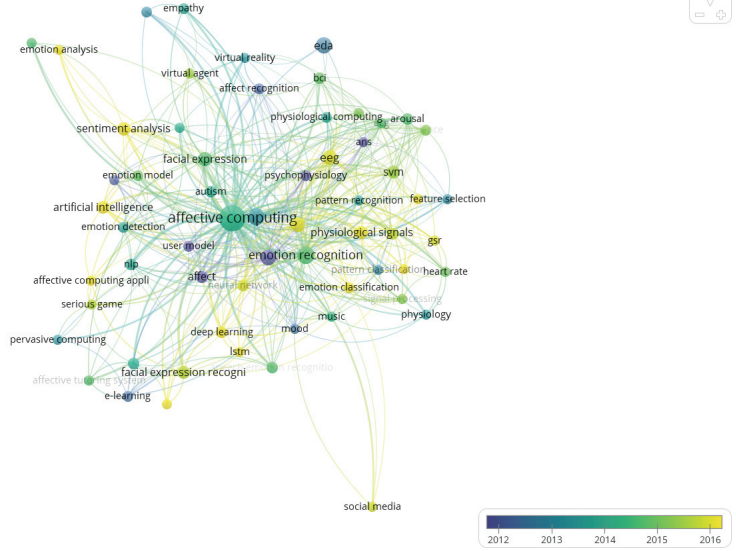 empathy
eda
emotion analysis
virtual reality
virtual agent
bci
affect recognition
physiological computing
arousal
sentiment analysis
ans
facial expression
eeg
emotion model
psychophysiology
svm
autism
pattern recognition
feature selection
artificial intelligence
affective computing
emotion detection
physiological signals
user model
gsr
emotion recognition
nlp
pattern classification
heart rate
affect
affective computing appli
neural network
emotion classification
serious game
signal processing
music
physiology
mood
deep learning
pervasive computing
lstm
facial expression recogni
affective tutoring system
e-learning
social media
2012 2013 2014 2015 2016